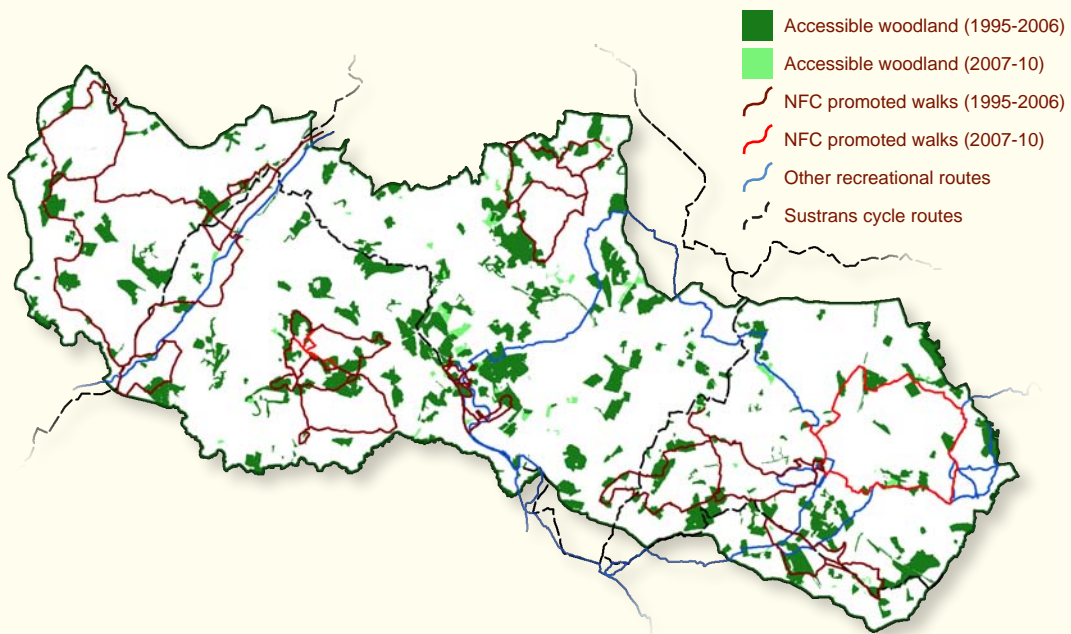 Accessible woodland (1995-2006)
Accessible woodland (2007-10)
NFC promoted walks (1995-2006)
NFC promoted walks (2007-10)
Other recreational routes
Sustrans cycle routes